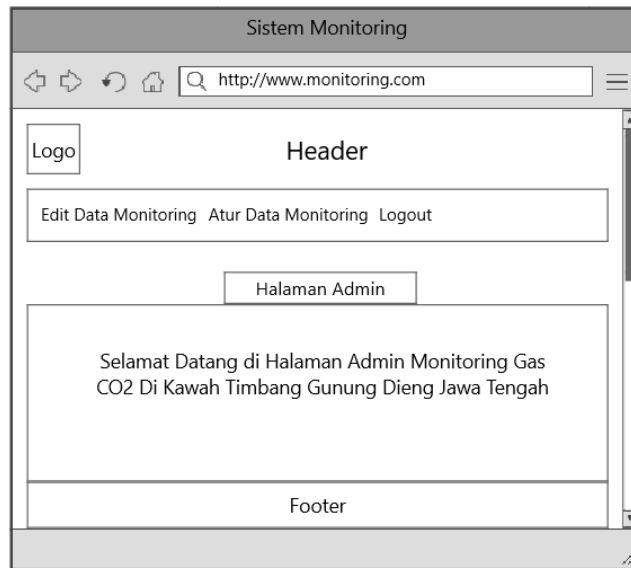 Sistem Monitoring
http://www.monitoring.com
Logo
Header
Edit Data Monitoring Atur Data Monitoring Logout
Halaman Admin
Selamat Datang di Halaman Admin Monitoring Gas
CO2 Di Kawah Timbang Gunung Dieng Jawa Tengah
Footer